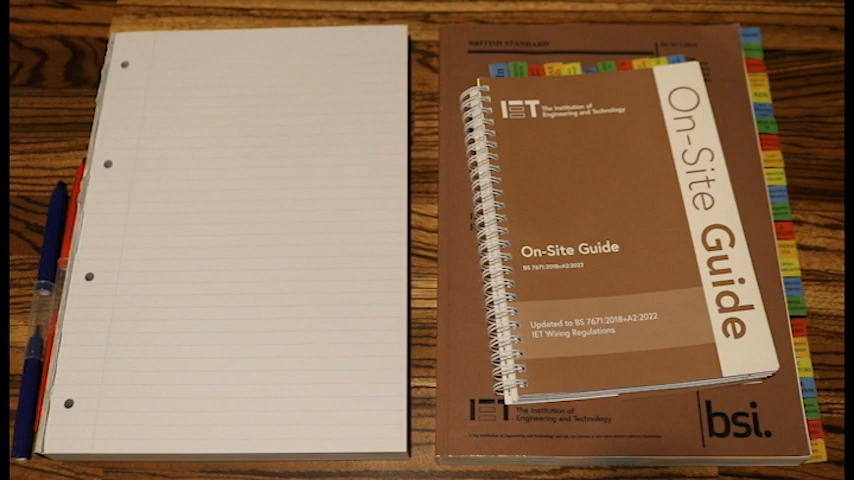 BRITISH STANDARD
IET The Institution of
Engineering and Technology
On-Site Guide
On-Site Guide
BS 7671:2018+A2:2022
Updated to BS 7671:2018+A2:2022
IET Wiring Regulations
IET The Institution of
Engineering and Technology
bsi.